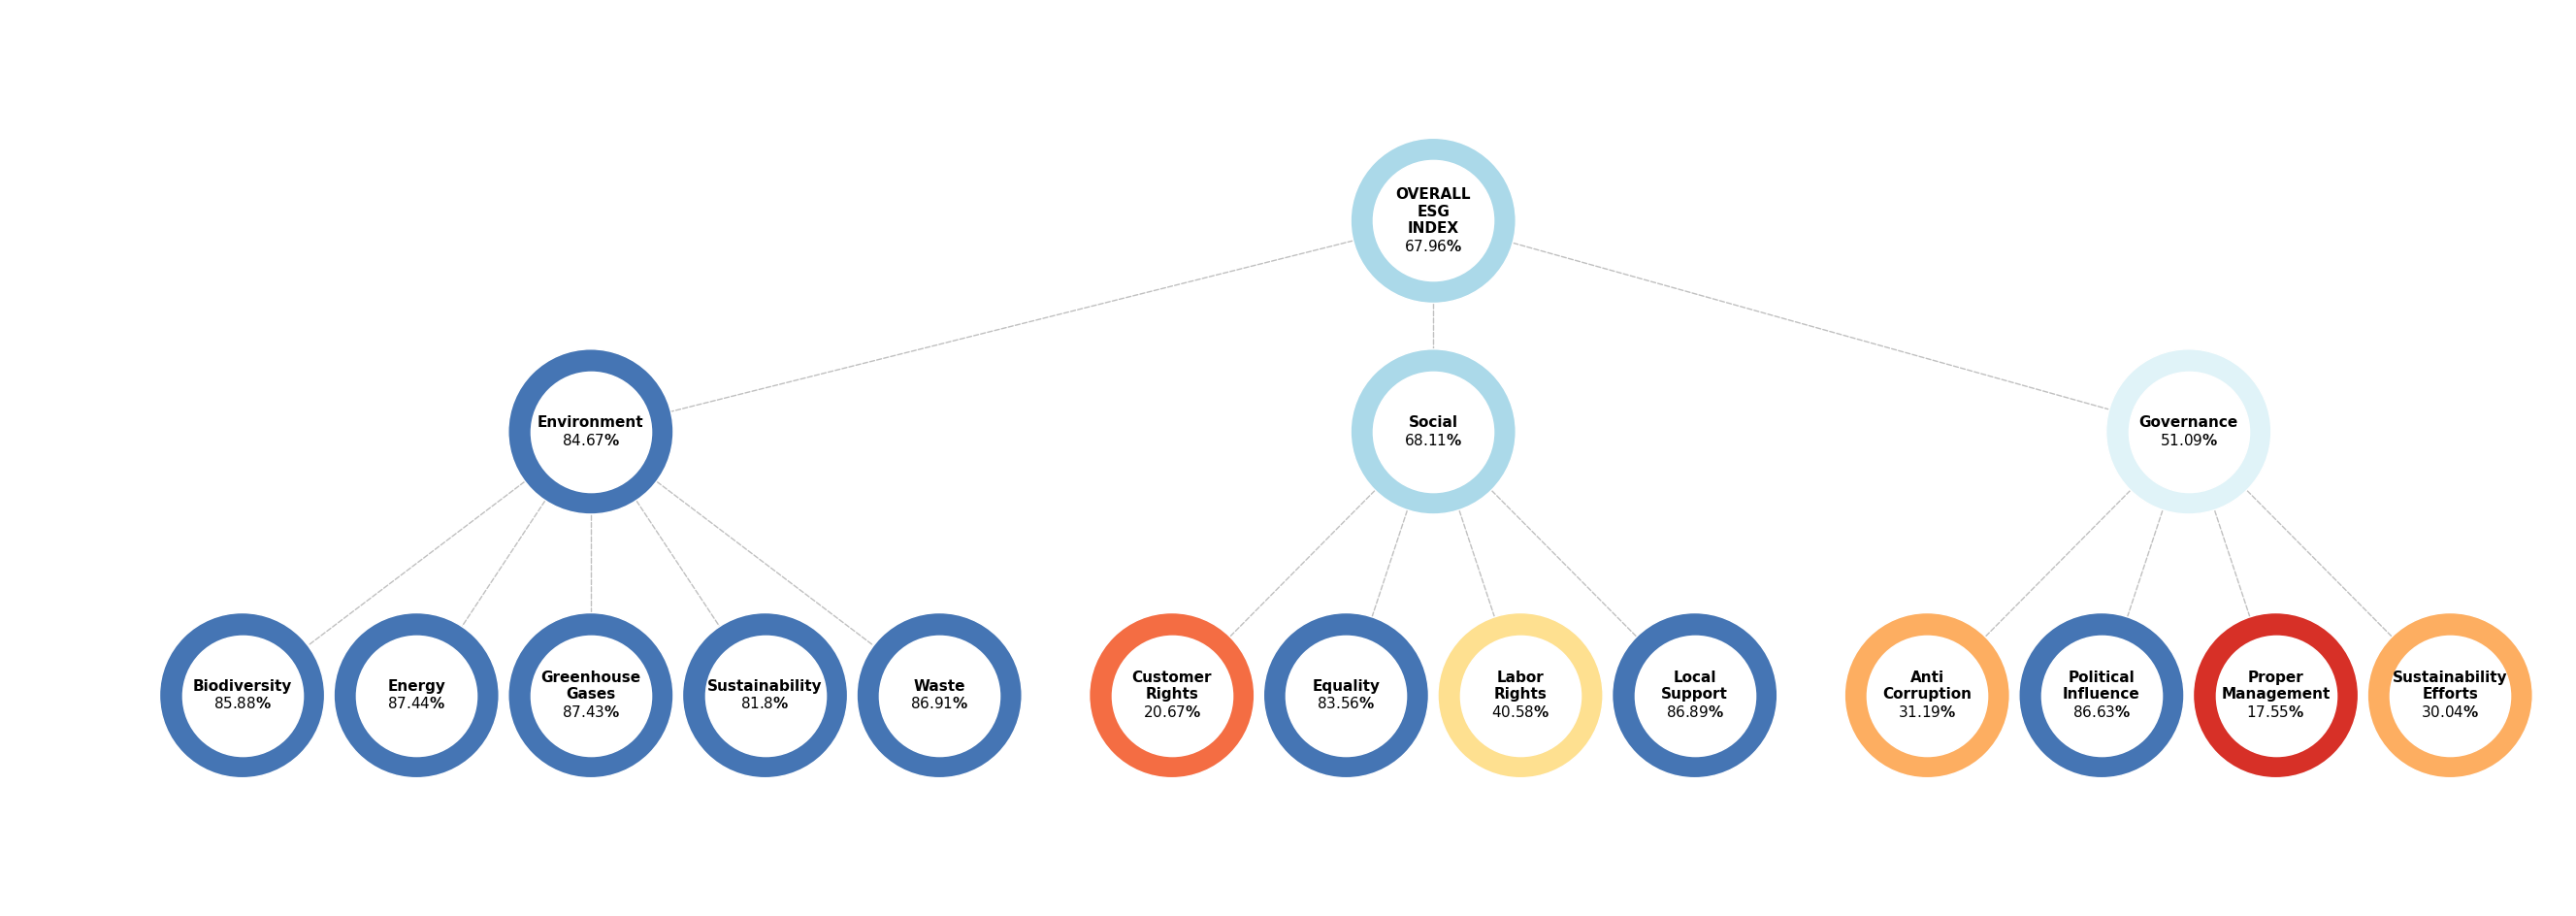 OVERALL
ESG
INDEX
67.96%
Environment
84.67%
Social
68.11%
Governance
51.09%
Biodiversity
85.88%
Energy
87.44%
Greenhouse
Gases
87.43%
Sustainability
81.8%
Waste
86.91%
Customer
Rights
20.67%
Equality
83.56%
Labor
Rights
40.58%
Local
Support
86.89%
Anti
Corruption
31.19%
Political
Influence
86.63%
Proper
Management
17.55%
Sustainability
Efforts
30.04%